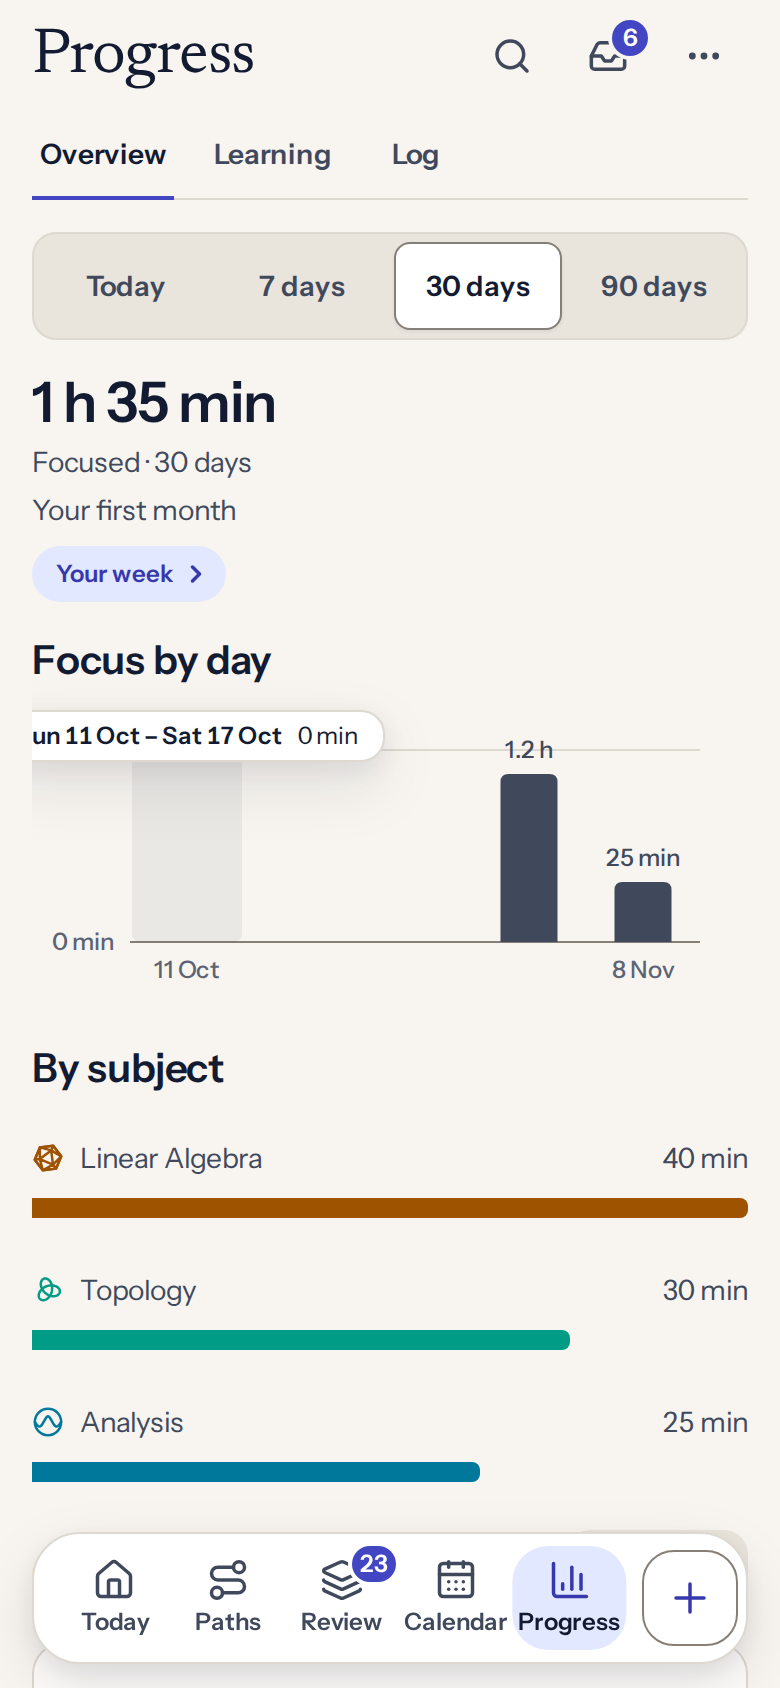 Progress
6
Overview Learning Log
Today 7 days 30 days 90 days
1 h 35 min
Focused · 30 days
Your first month
Your week
Focus by day
un 11 Oct – Sat 17 Oct 0 min
1.2 h
25 min
0 min
11 Oct 8 Nov
By subject
Linear Algebra 40 min
Topology 30 min
Analysis 25 min
23
Today Paths Review Calendar Progress